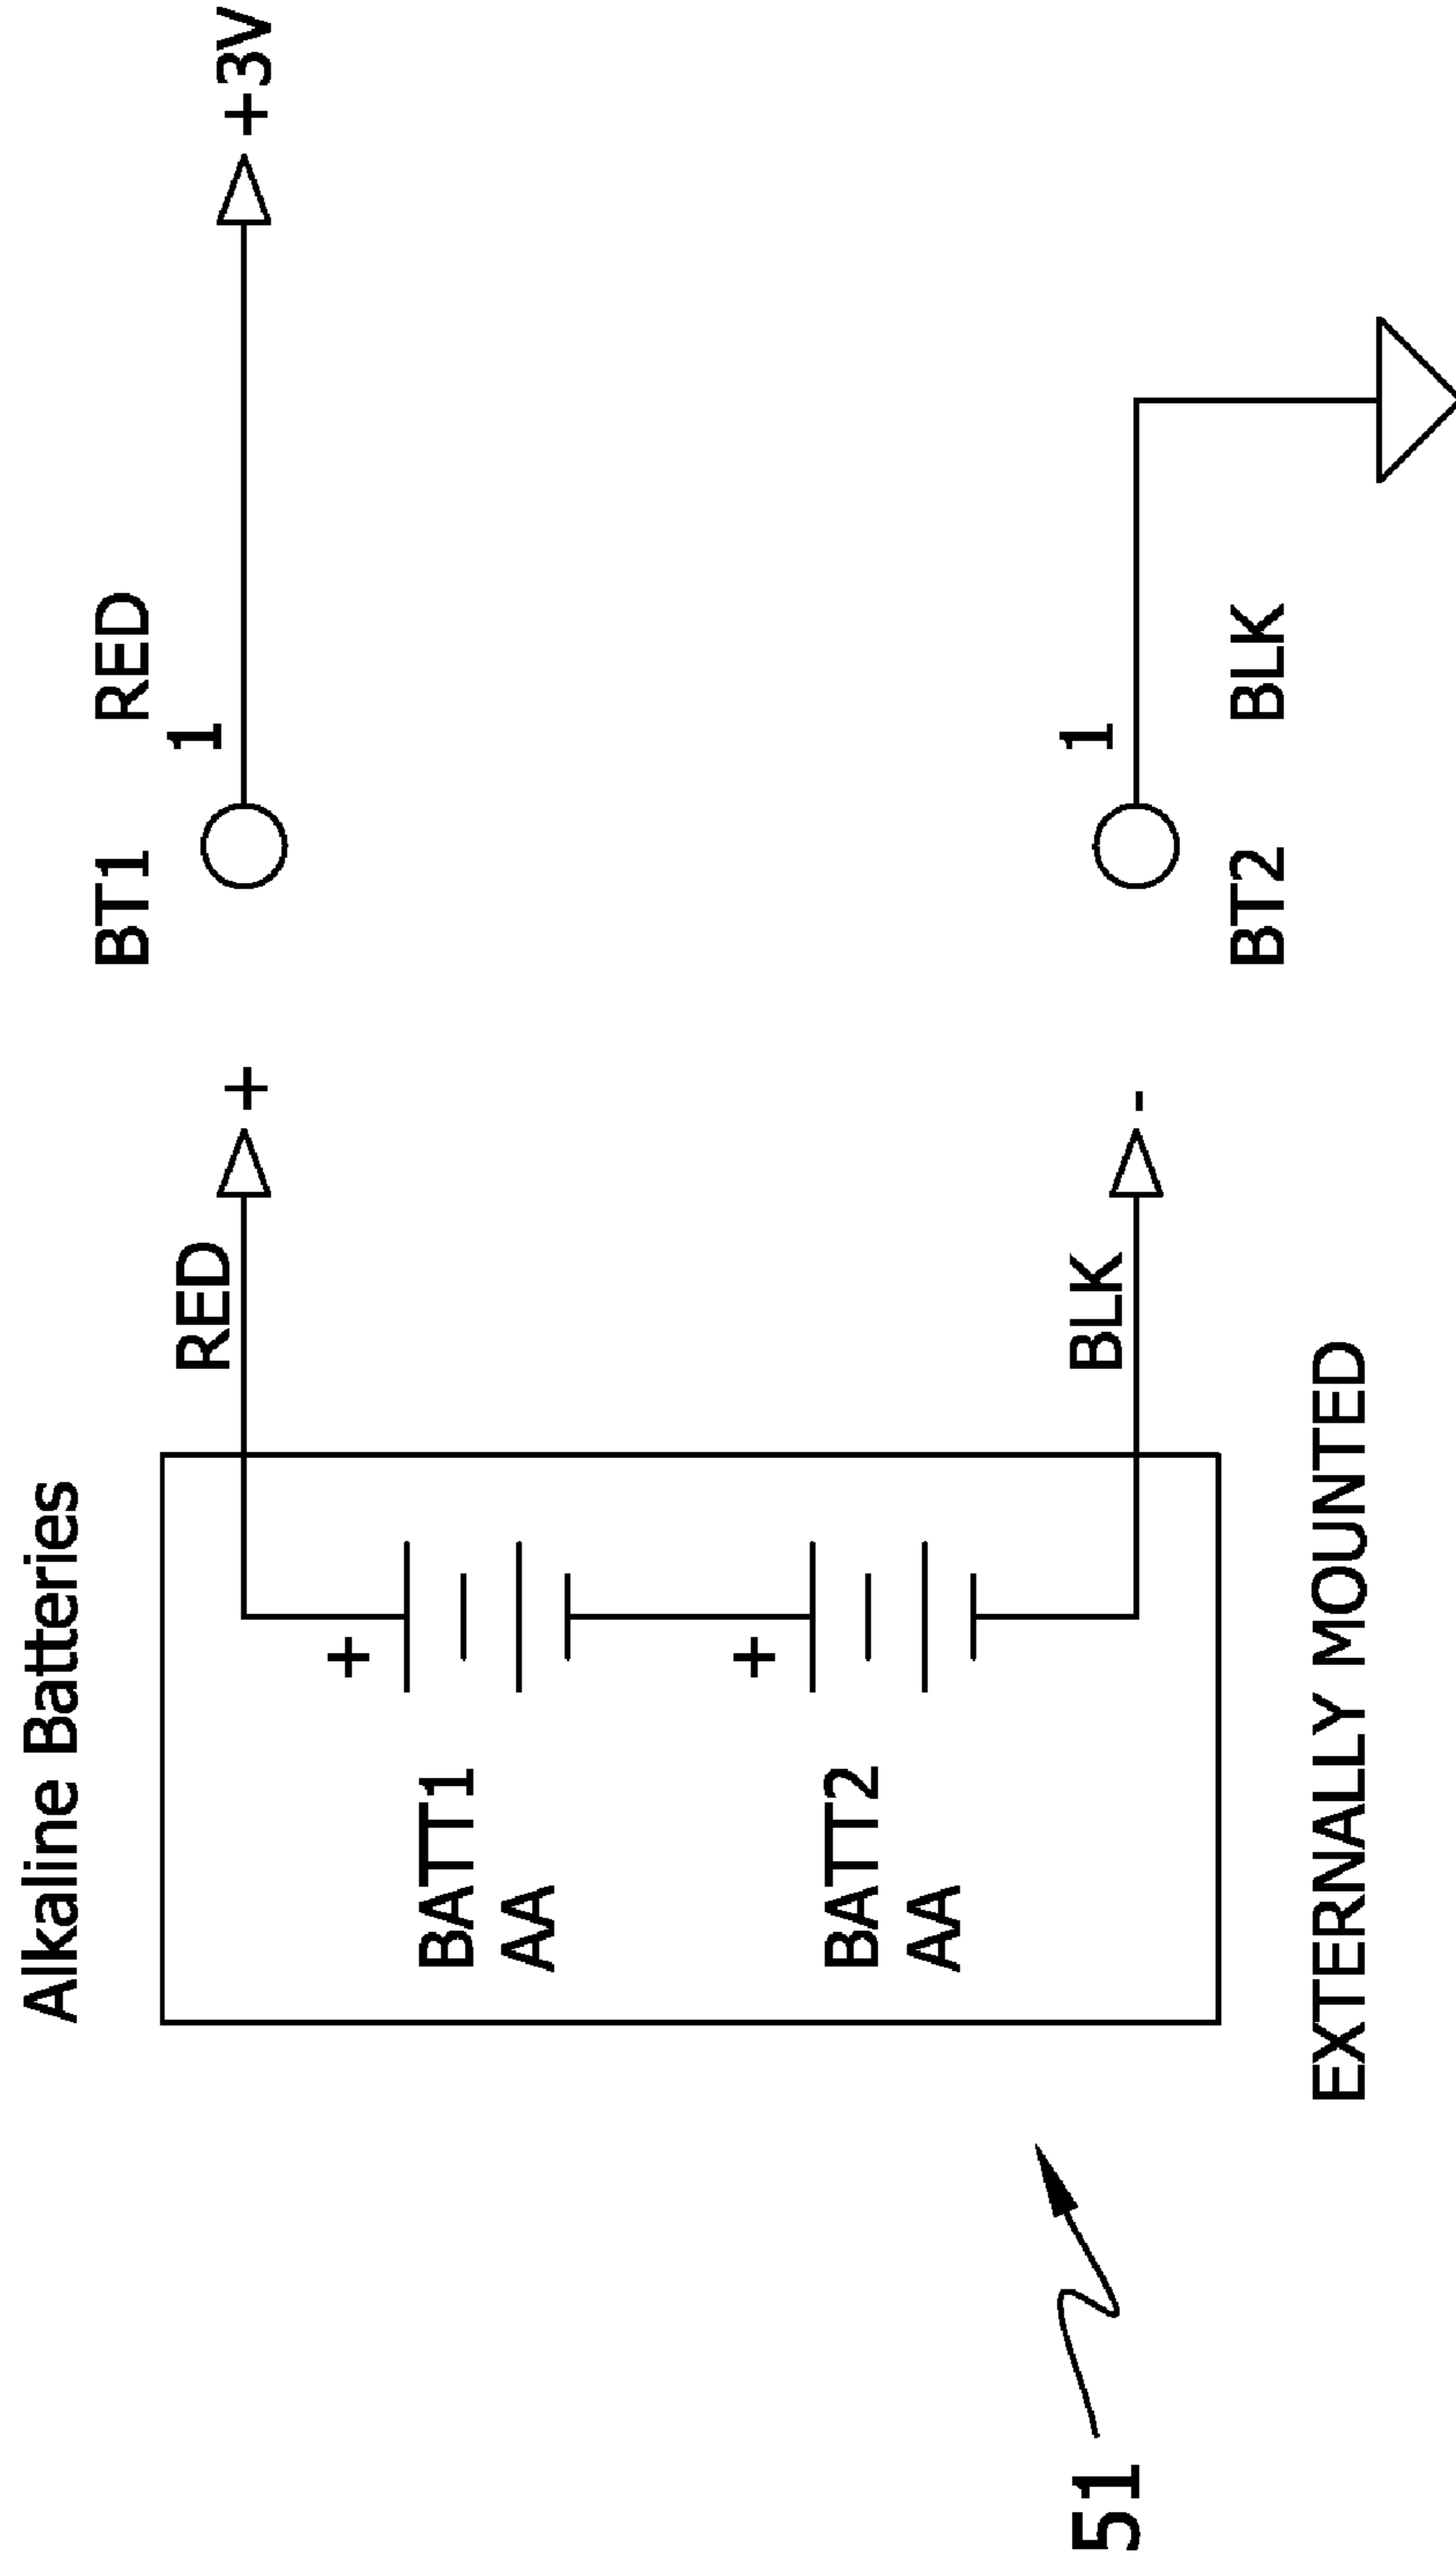 Alkaline Batteries
BT1 RED
1
RED
+
+3V
+
BATT1
AA
+
BATT2
AA
BLK
-
1
BT2 BLK
EXTERNALLY MOUNTED
51